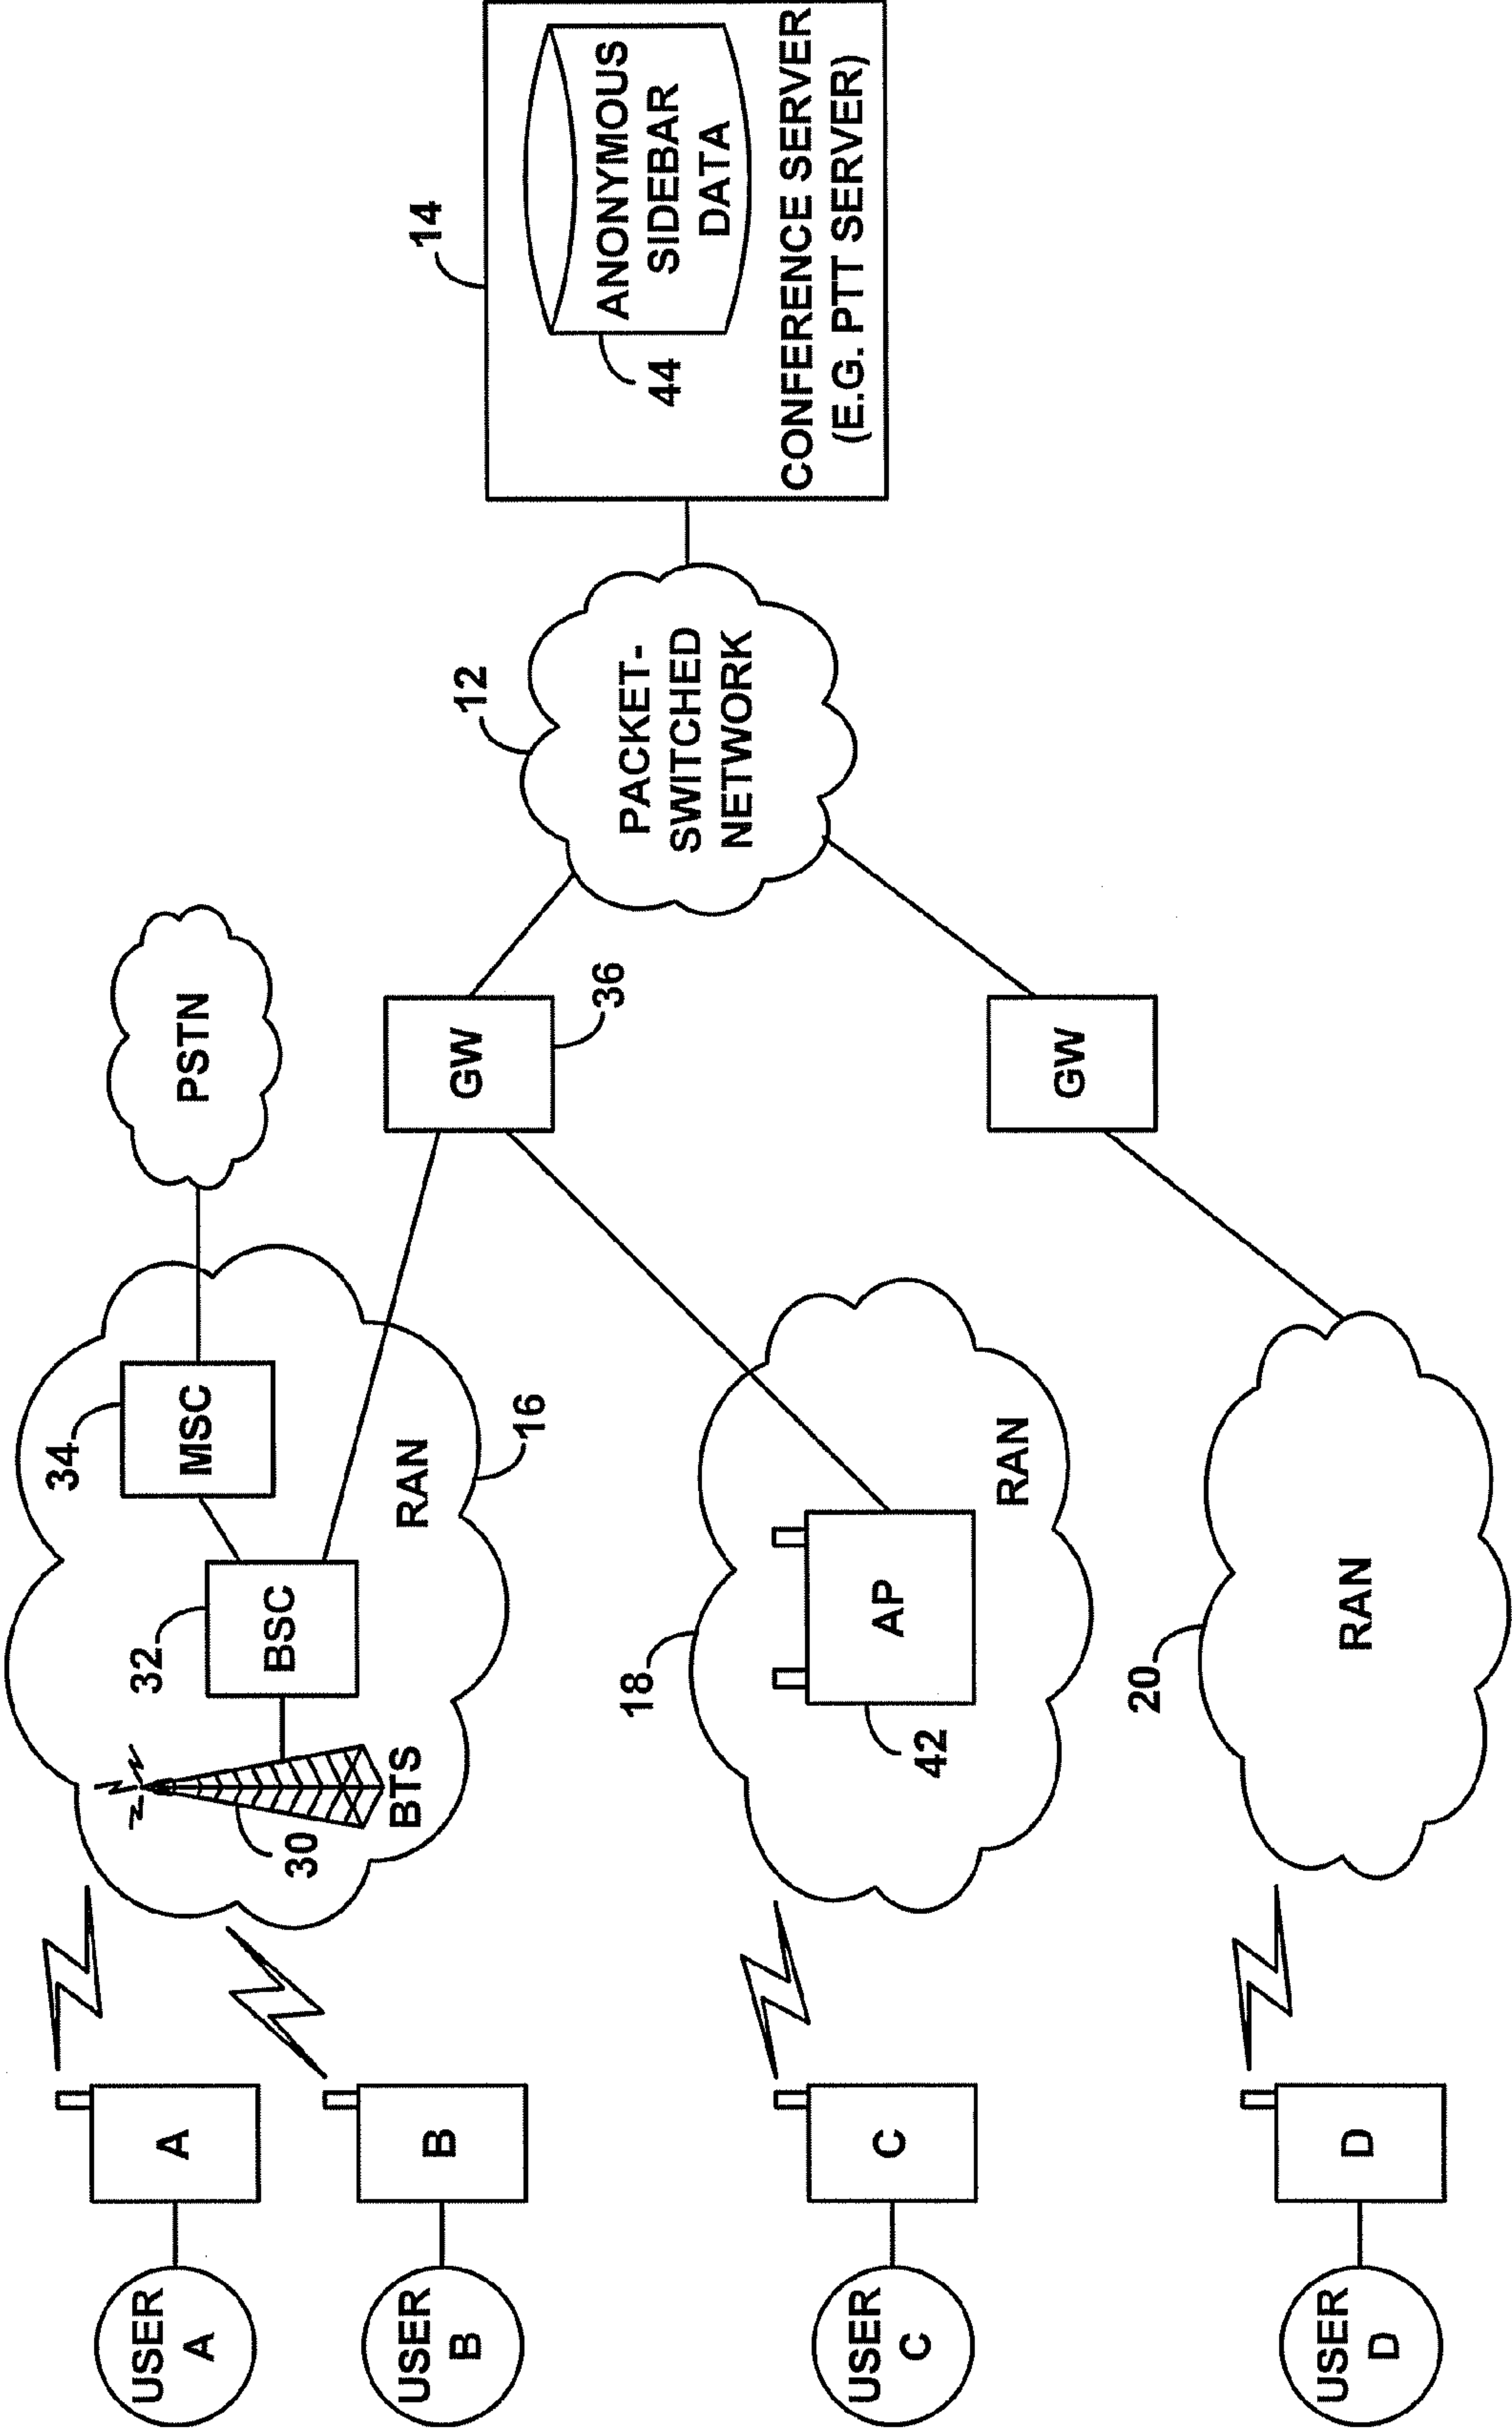 USER
A
A
30
BTS
32
BSC
34
MSC
RAN
16
PSTN
USER
B
B
GW
36
12
PACKET-
SWITCHED
NETWORK
14
44
ANONYMOUS
SIDEBAR
DATA
CONFERENCE SERVER
(E.G. PTT SERVER)
USER
C
C
18
42
AP
RAN
GW
USER
D
D
20
RAN